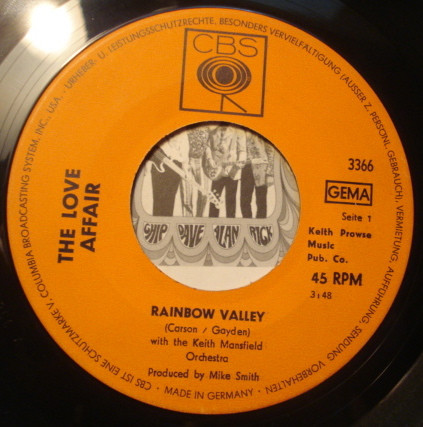 CBS IST EINE SCHUTZMARKE V. COLUMBIA BROADCASTING SYSTEM, INC., USA · URHEBER- U. LEISTUNGSSCHUTZRECHTE, BESONDERS VERVIELFÄLTIGUNG (AUSSER Z. PERSÖNL. GEBRAUCH), VERMIETUNG, AUFFÜHRUNG, SENDUNG VORBEHALTEN
CBS
THE LOVE
AFFAIR
3366
GEMA
Seite 1
Keith Prowse
Music
Pub. Co.
45 RPM
3:48
CHIP DAVE ALAN RICK
RAINBOW VALLEY
(Carson / Gayden)
with the Keith Mansfield
Orchestra
Produced by Mike Smith
· MADE IN GERMANY ·